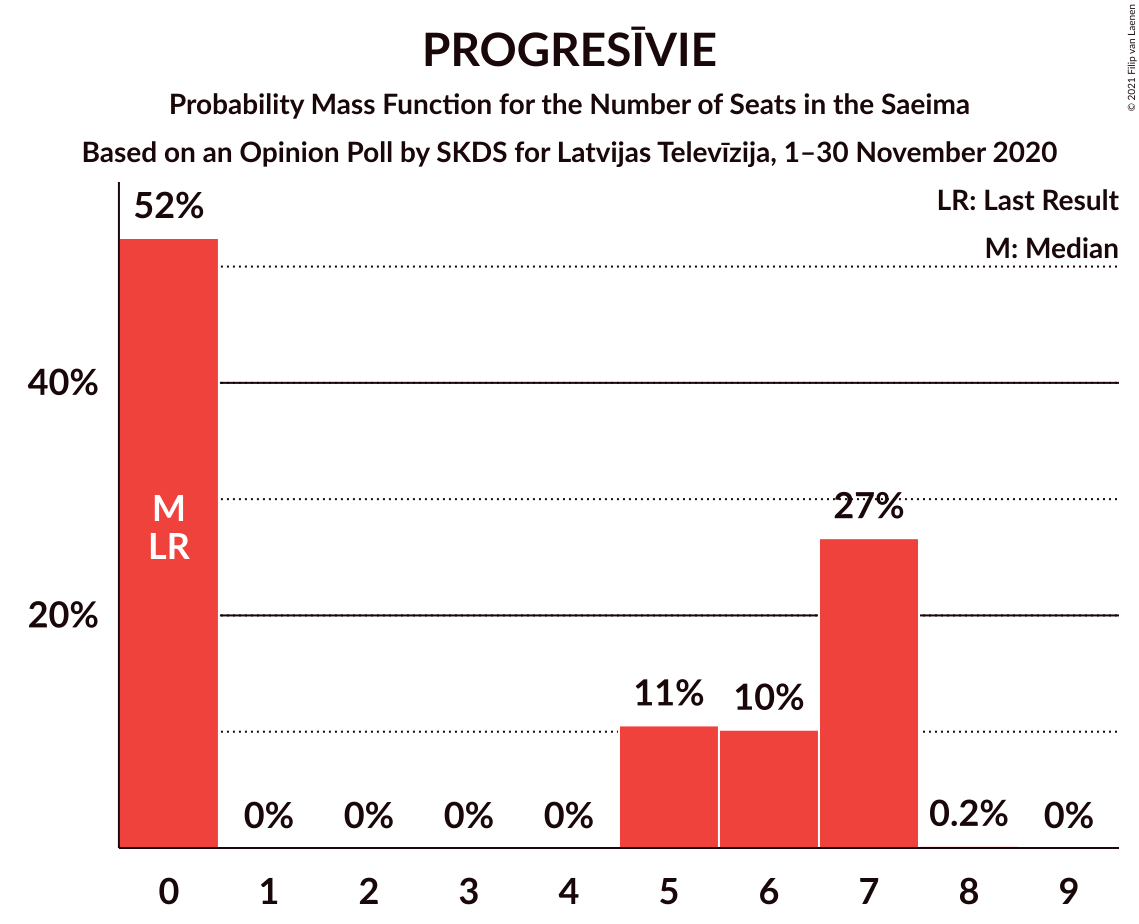 PROGRESĪVIE
Probability Mass Function for the Number of Seats in the Saeima
Based on an Opinion Poll by SKDS for Latvijas Televīzija, 1–30 November 2020
© 2021 Filip van Laenen
LR: Last Result
M: Median
52%
40%
20%
M
LR
0%
0%
0%
0%
11%
10%
27%
0.2%
0%
0
1
2
3
4
5
6
7
8
9